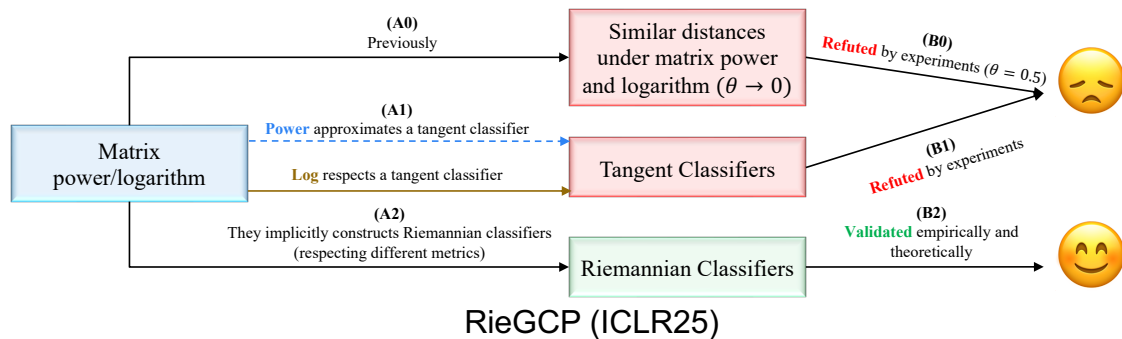 (A0)
Previously
Similar distances
under matrix power
and logarithm (θ → 0)
(B0)
Refuted by experiments (θ = 0.5)
Matrix
power/logarithm
(A1)
Power approximates a tangent classifier
Log respects a tangent classifier
Tangent Classifiers
(B1)
Refuted by experiments
(A2)
They implicitly constructs Riemannian classifiers
(respecting different metrics)
Riemannian Classifiers
(B2)
Validated empirically and
theoretically
RieGCP (ICLR25)